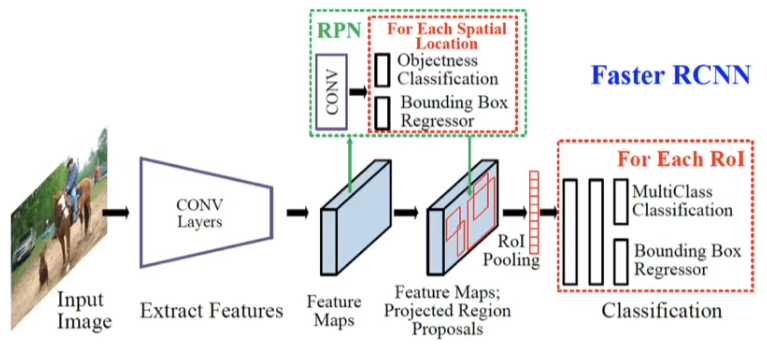 RPN
For Each Spatial
Location
CONV
Objectness
Classification
Bounding Box
Regressor
Faster RCNN
CONV
Layers
For Each RoI
MultiClass
Classification
Bounding Box
Regressor
RoI
Pooling
Input
Image
Extract Features
Feature
Maps
Feature Maps;
Projected Region
Proposals
Classification